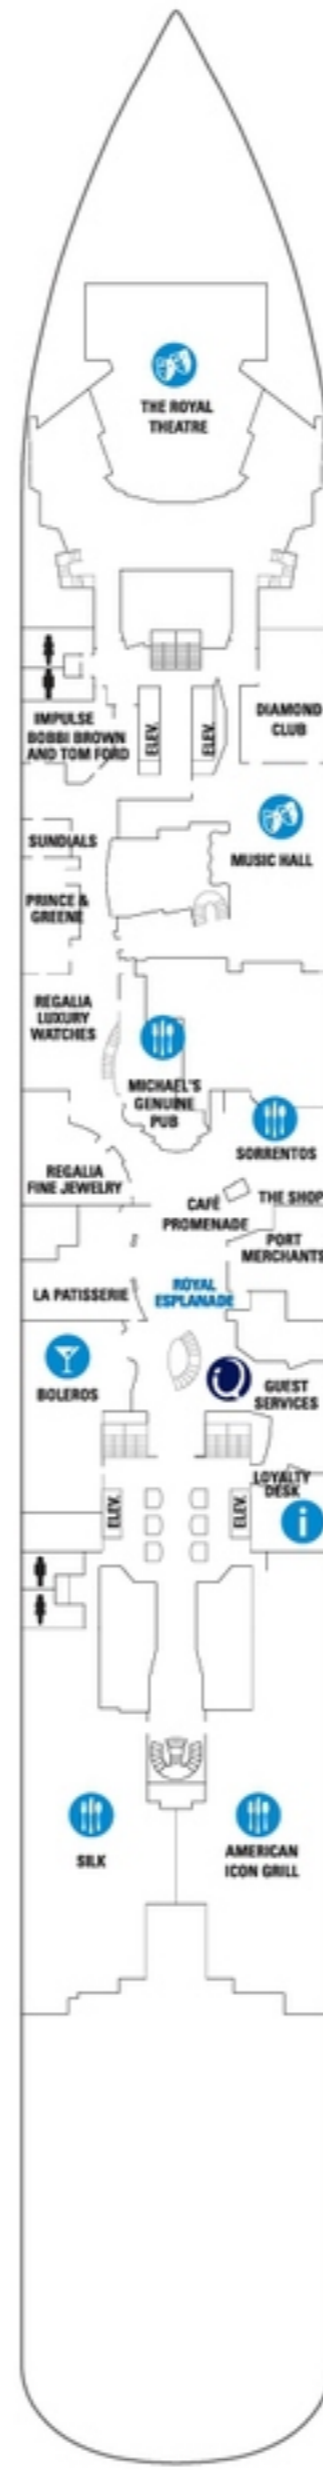 THE ROYAL
THEATRE
IMPULSE
BOBBI BROWN
AND TOM FORD
ELEV.
ELEV.
DIAMOND
CLUB
SUNDIALS
MUSIC HALL
PRINCE &
GREENE
REGALIA
LUXURY
WATCHES
MICHAEL'S
GENUINE
PUB
SORRENTOS
REGALIA
FINE JEWELRY
CAFÉ
PROMENADE
THE SHOP
PORT
MERCHANTS
LA PATISSERIE
ROYAL
ESPLANADE
BOLEROS
GUEST
SERVICES
LOYALTY
DESK
ELEV.
ELEV.
i
SILK
AMERICAN
ICON GRILL